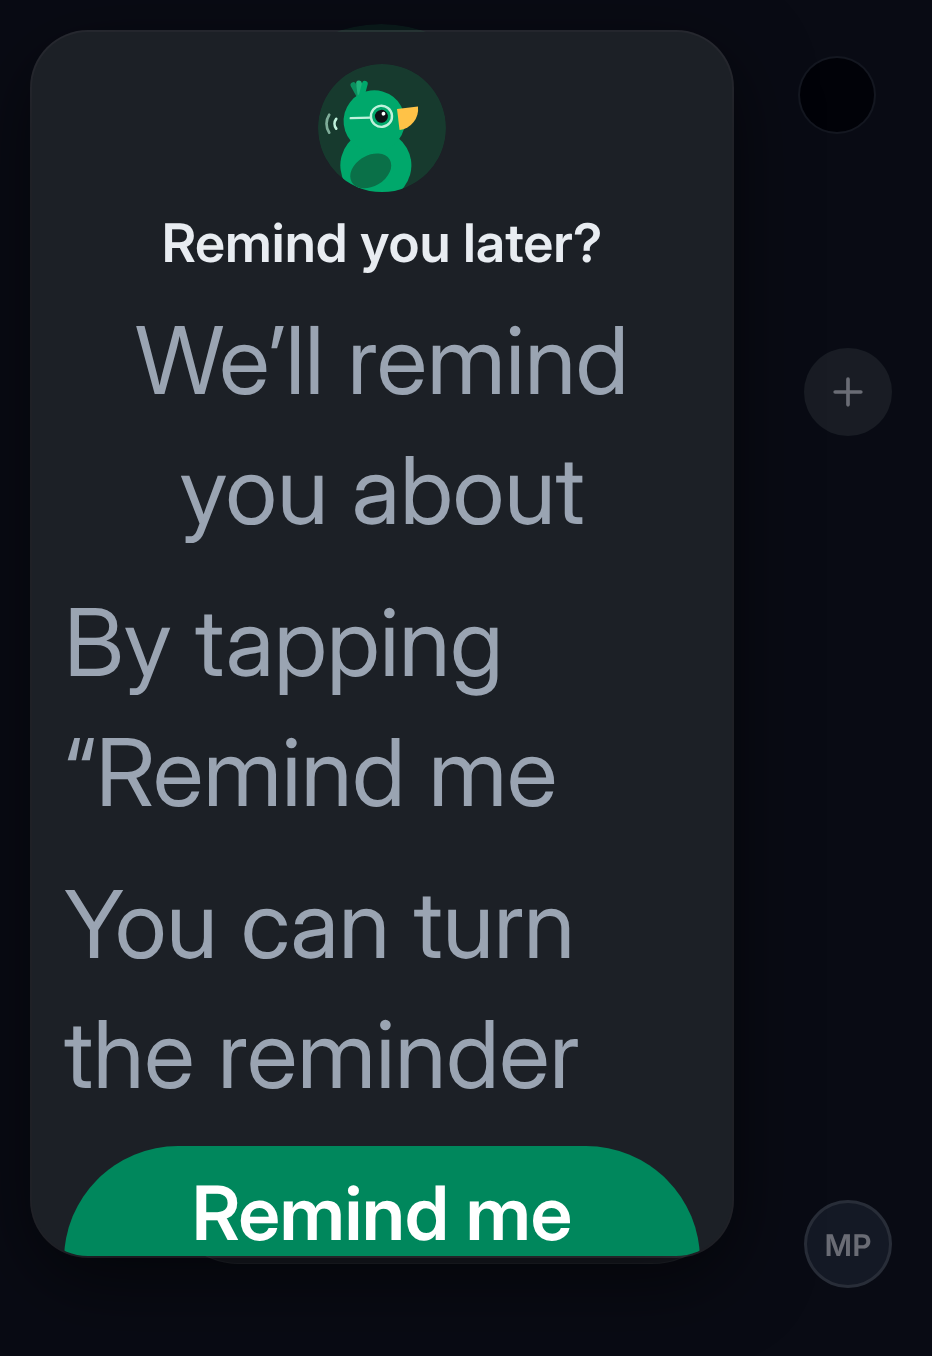 Remind you later?
We’ll remind
you about
By tapping
“Remind me
You can turn
the reminder
Remind me
MP